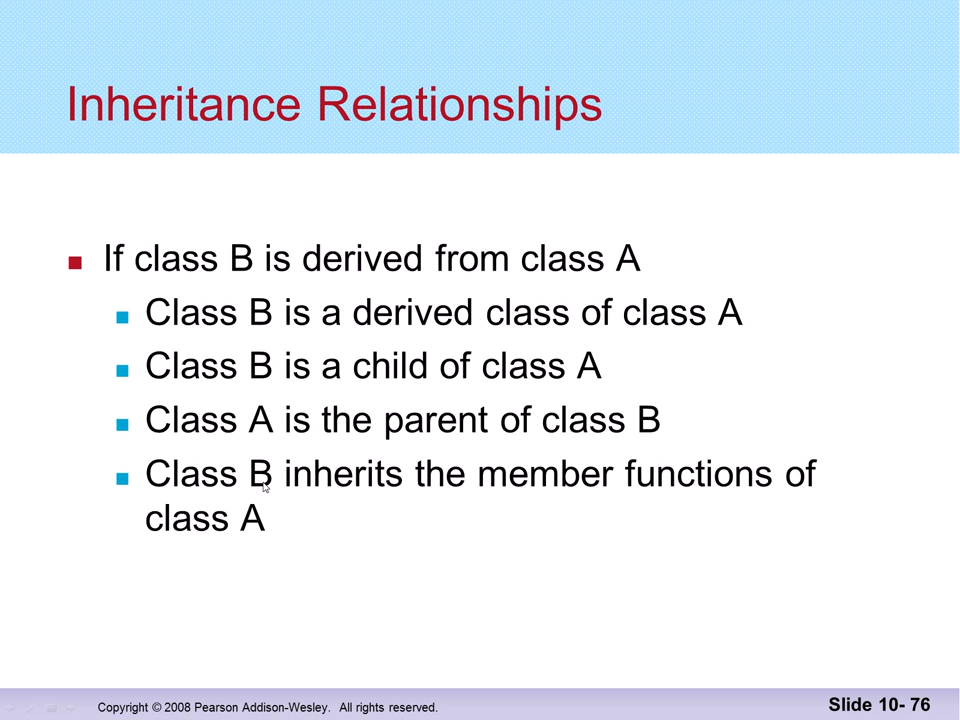 Inheritance Relationships
If class B is derived from class A
Class B is a derived class of class A
Class B is a child of class A
Class A is the parent of class B
Class B inherits the member functions of
class A
Copyright © 2008 Pearson Addison-Wesley. All rights reserved.
Slide 10- 76